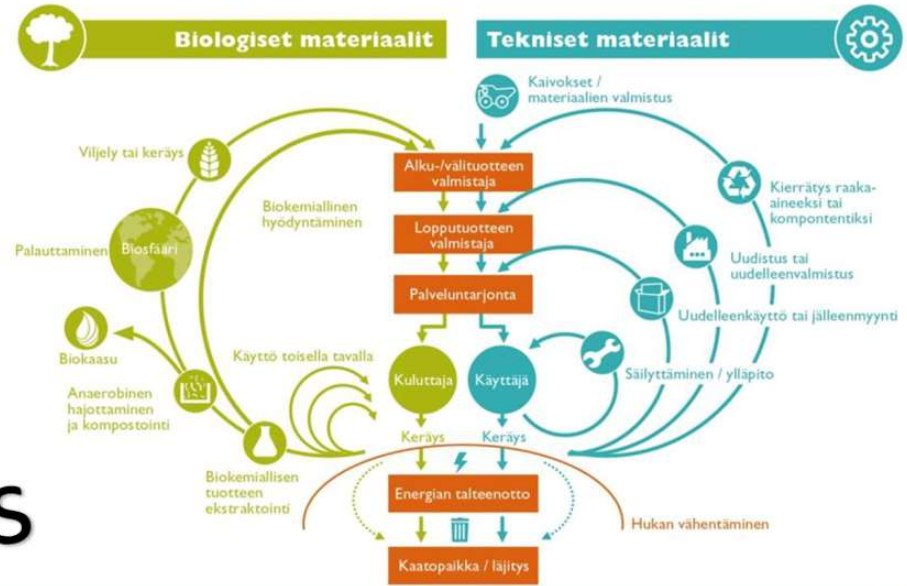 Biologiset materiaalit
Tekniset materiaalit
Kaivokset /
materiaalien valmistus
Viljely tai keräys
Alku-/välituotteen
valmistaja
Kierrätys raaka-
aineeksi tai
kompontentiksi
Biokemiallinen
hyödyntäminen
Lopputuotteen
valmistaja
Palauttaminen
Biosfääri
Uudistus tai
uudelleenvalmistus
Palveluntarjonta
Uudelleenkäyttö tai jälleenmyynti
Biokaasu
Käyttö toisella tavalla
Kuluttaja
Käyttäjä
Säilyttäminen / ylläpito
Anaerobinen
hajottaminen
ja kompostointi
Keräys
Keräys
Biokemiallisen
tuotteen
ekstraktointi
Energian talteenotto
Hukan vähentäminen
Kaatopaikka / läjitys
s